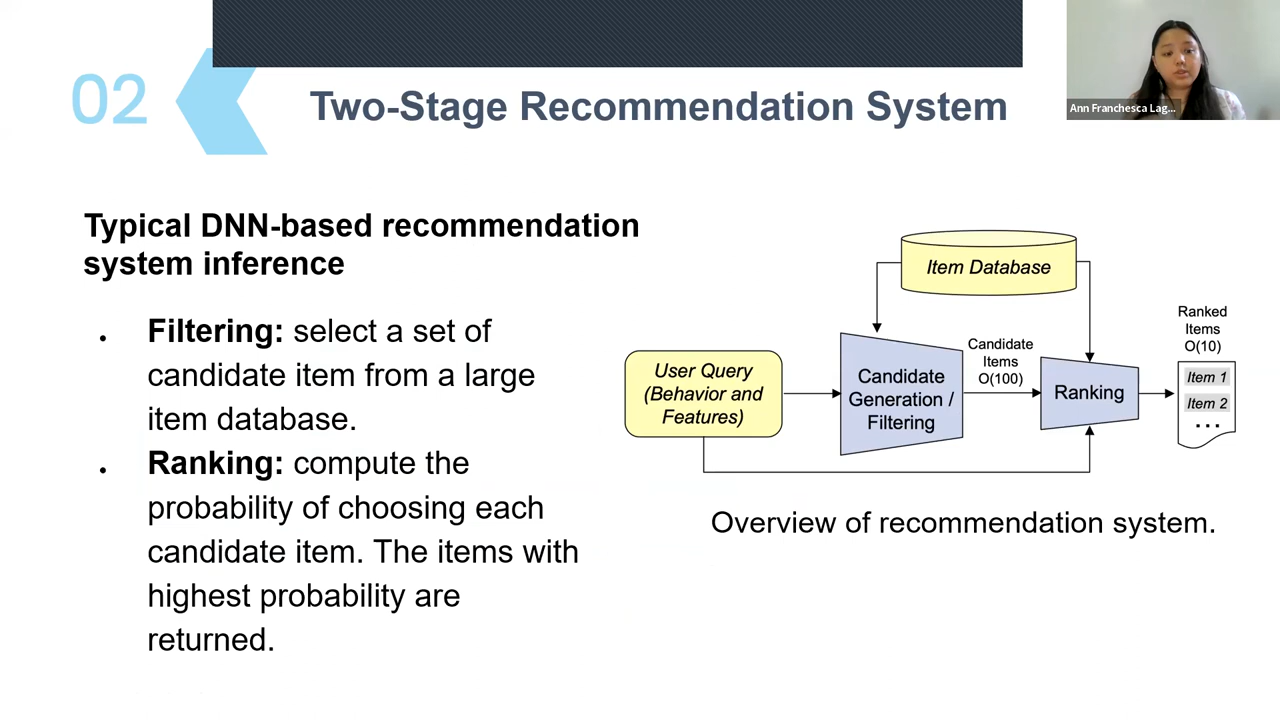 02
Two-Stage Recommendation System
Ann Franchesca Lag...
Typical DNN-based recommendation
system inference
Filtering: select a set of
candidate item from a large
item database.
Ranking: compute the
probability of choosing each
candidate item. The items with
highest probability are
returned.
Item Database
User Query
(Behavior and
Features)
Candidate
Generation /
Filtering
Candidate
Items
O(100)
Ranking
Ranked
Items
O(10)
Item 1
Item 2
...
Overview of recommendation system.